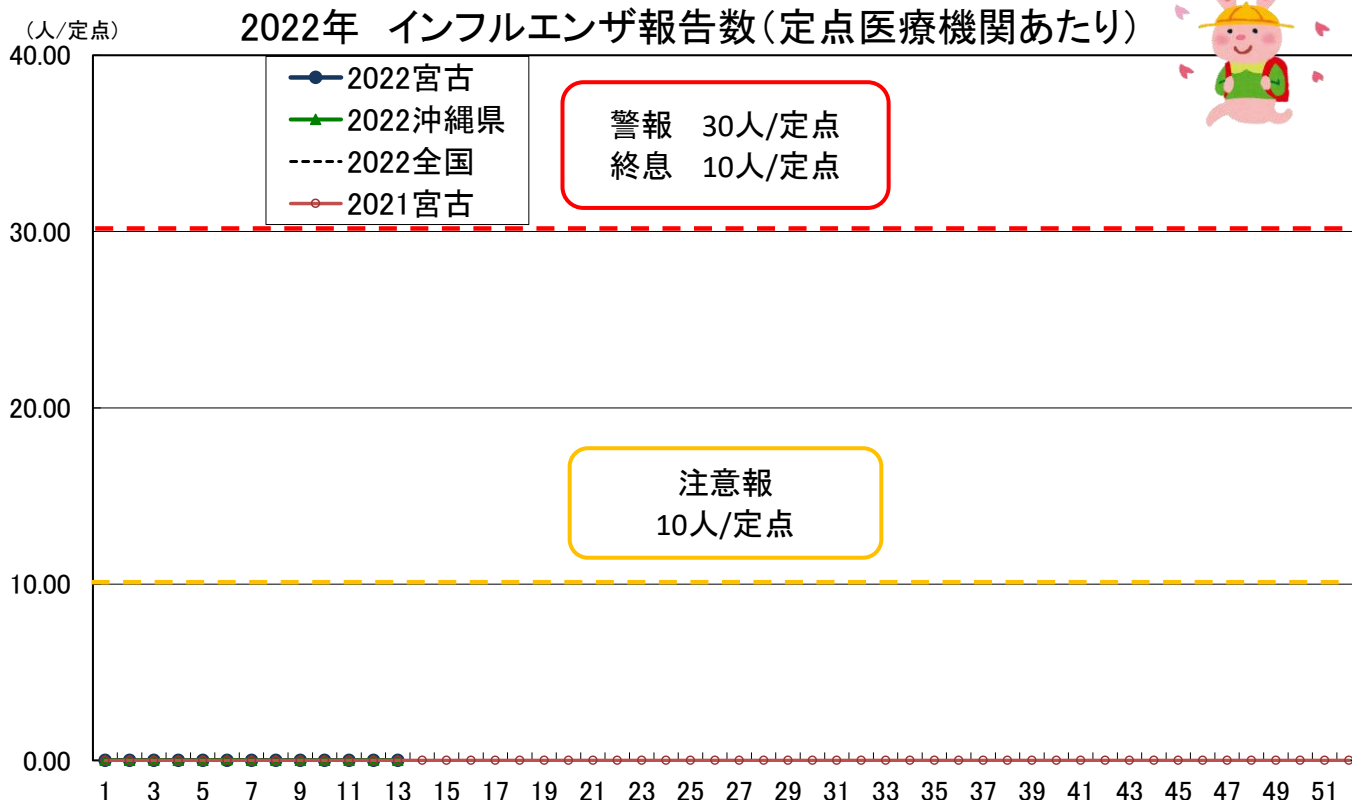 2022年　インフルエンザ報告数（定点医療機関あたり）
（人/定点）
2022宮古
2022沖縄県
2022全国
2021宮古
警報　30人/定点
終息　10人/定点
注意報
10人/定点
40.00
30.00
20.00
10.00
0.00
1 3 5 7 9 11 13 15 17 19 21 23 25 27 29 31 33 35 37 39 41 43 45 47 49 51